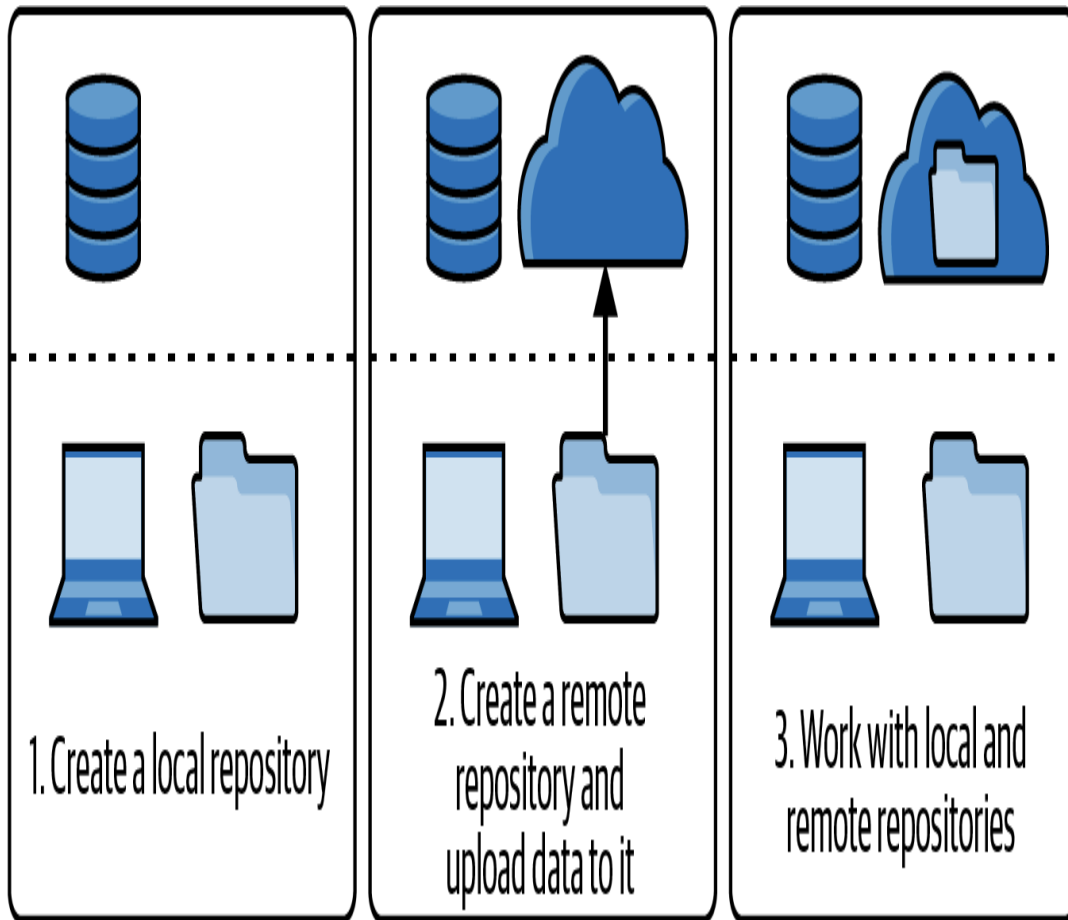 1. Create a local repository
2. Create a remote
repository and
upload data to it
3. Work with local and
remote repositories